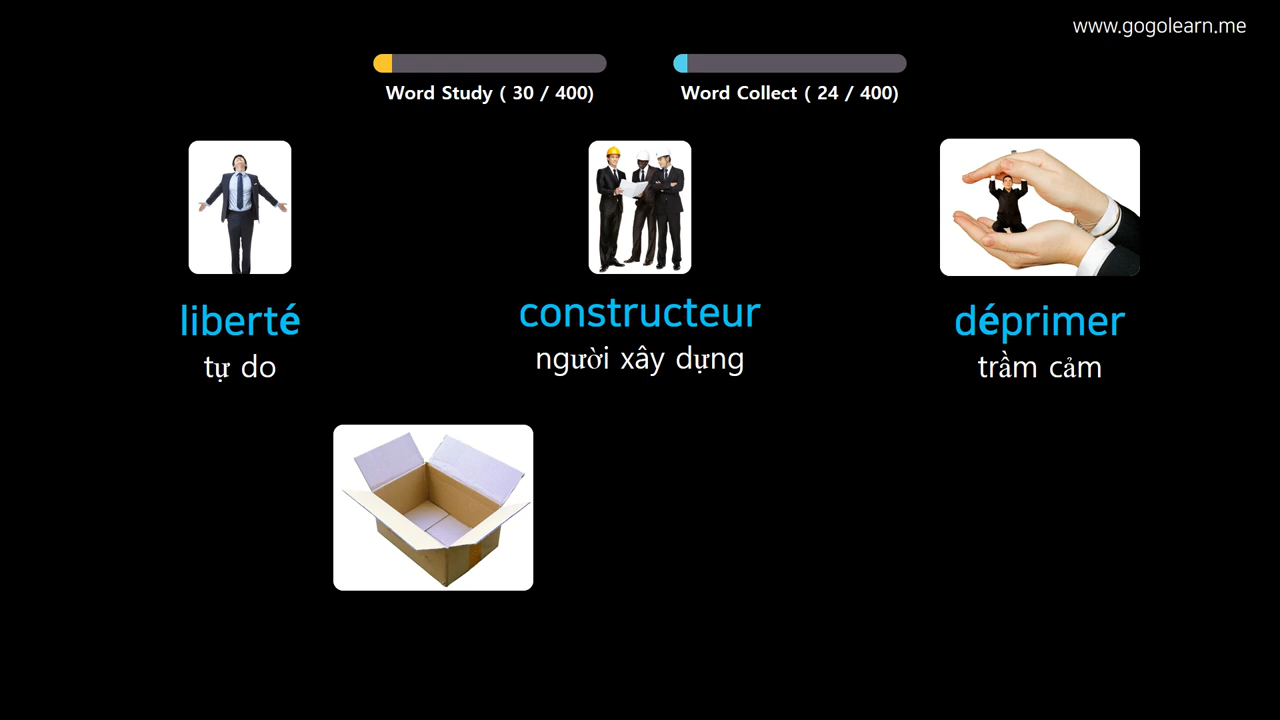 www.gogolearn.me
Word Study ( 30 / 400)
Word Collect ( 24 / 400)
liberté
tự do
constructeur
người xây dựng
déprimer
trầm cảm